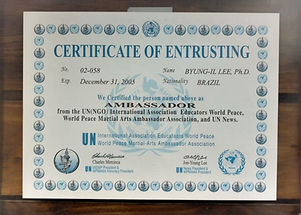 CERTIFICATE OF ENTRUSTING
No. 02-058 Name BYUNG-IL LEE, Ph.D.
Exp. December 31, 2005 Nationality BRAZIL
We Certified the person named above as
AMBASSADOR
from the UN(NGO) International Association Educators World Peace,
World Peace Martial Arts Ambassador Association, and UN News.
UN International Association Educators World Peace
World Peace Martial-Arts Ambassador Association
Charles Mercieca
Joo-Young Lee